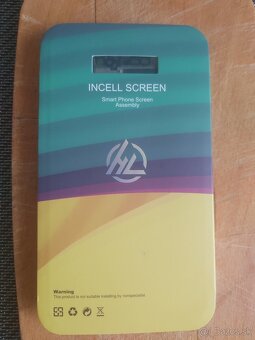 INCELL SCREEN
Smart Phone Screen
Assembly
Warning
This product is not suitable installing by nonspecialist.